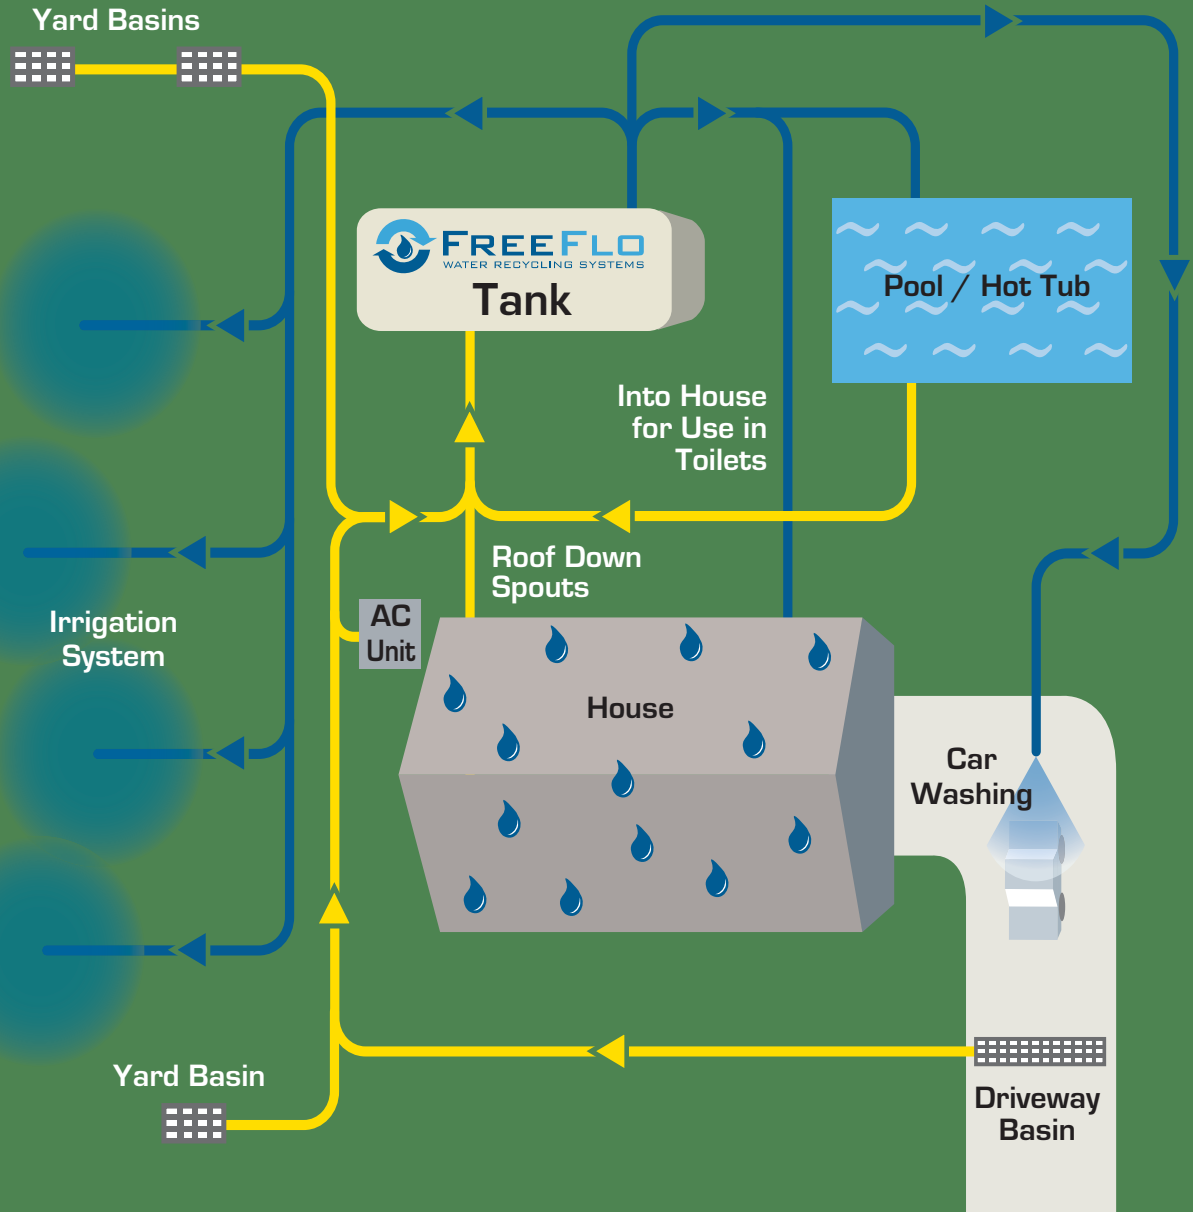 Yard Basins
FREEFLO
WATER RECYCLING SYSTEMS
Tank
Pool / Hot Tub
Into House
for Use in
Toilets
Roof Down
Spouts
AC
Unit
Irrigation
System
House
Car
Washing
Yard Basin
Driveway
Basin